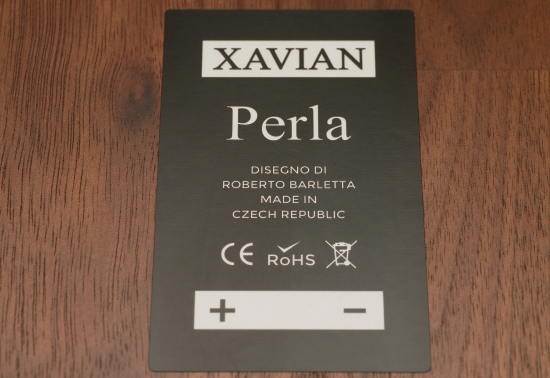 XAVIAN
Perla
DISEGNO DI
ROBERTO BARLETTA
MADE IN
CZECH REPUBLIC
CE RoHS
+ −